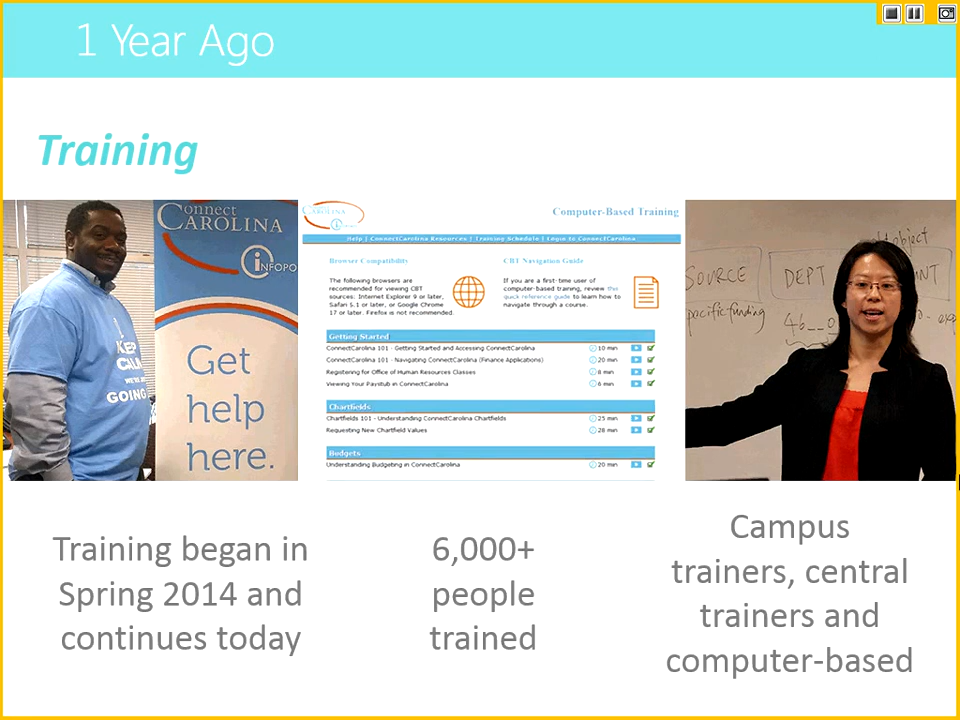 1 Year Ago
Training
Connect
CAROLINA
INFOPO
Get
help
here.
KEEP
CALM
GOING
CAROLINA
Computer-Based Training
Help | ConnectCarolina Resources | Training Schedule | Login to ConnectCarolina
Browser Compatibility
The following browsers are
recommended for viewing CBT
sources: Internet Explorer 9 or later,
Safari 5.1 or later, or Google Chrome
17 or later. Firefox is not recommended.
CBT Navigation Guide
If you are a first-time user of
computer-based training, review this
quick reference guide to learn how to
navigate through a course.
Getting Started
ConnectCarolina 101 - Getting Started and Accessing ConnectCarolina 10 min
ConnectCarolina 101 - Navigating ConnectCarolina (Finance Applications) 20 min
Registering for Office of Human Resources Classes 8 min
Viewing Your Paystub in ConnectCarolina 6 min
Chartfields
Chartfields 101 - Understanding ConnectCarolina Chartfields 25 min
Requesting New Chartfield Values 28 min
Budgets
Understanding Budgeting in ConnectCarolina 20 min
object
SOURCE DEPT
pecific funding
Training began in
Spring 2014 and
continues today
6,000+
people
trained
Campus
trainers, central
trainers and
computer-based